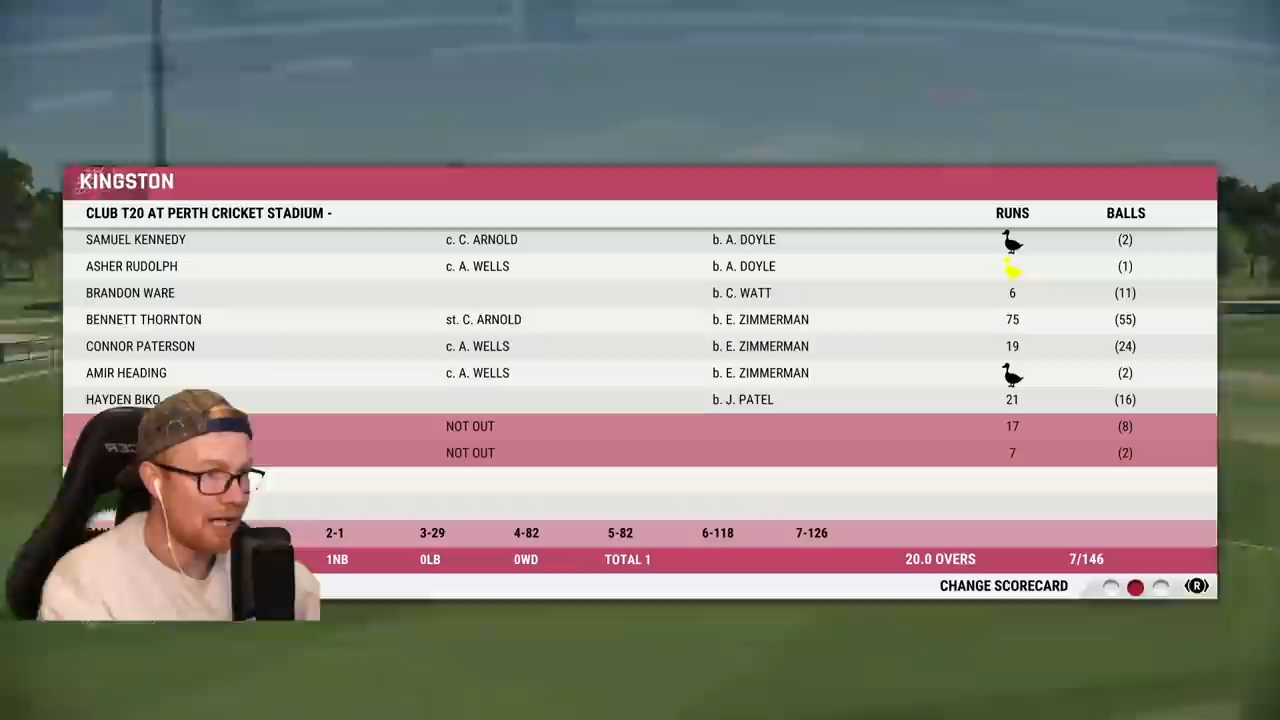 KINGSTON
CLUB T20 AT PERTH CRICKET STADIUM - RUNS BALLS
SAMUEL KENNEDY c. C. ARNOLD b. A. DOYLE (2)
ASHER RUDOLPH c. A. WELLS b. A. DOYLE (1)
BRANDON WARE b. C. WATT 6 (11)
BENNETT THORNTON st. C. ARNOLD b. E. ZIMMERMAN 75 (55)
CONNOR PATERSON c. A. WELLS b. E. ZIMMERMAN 19 (24)
AMIR HEADING c. A. WELLS b. E. ZIMMERMAN (2)
HAYDEN BIKO b. J. PATEL 21 (16)
NOT OUT 17 (8)
NOT OUT 7 (2)
2-1 3-29 4-82 5-82 6-118 7-126
1NB 0LB 0WD TOTAL 1 20.0 OVERS 7/146
CHANGE SCORECARD R